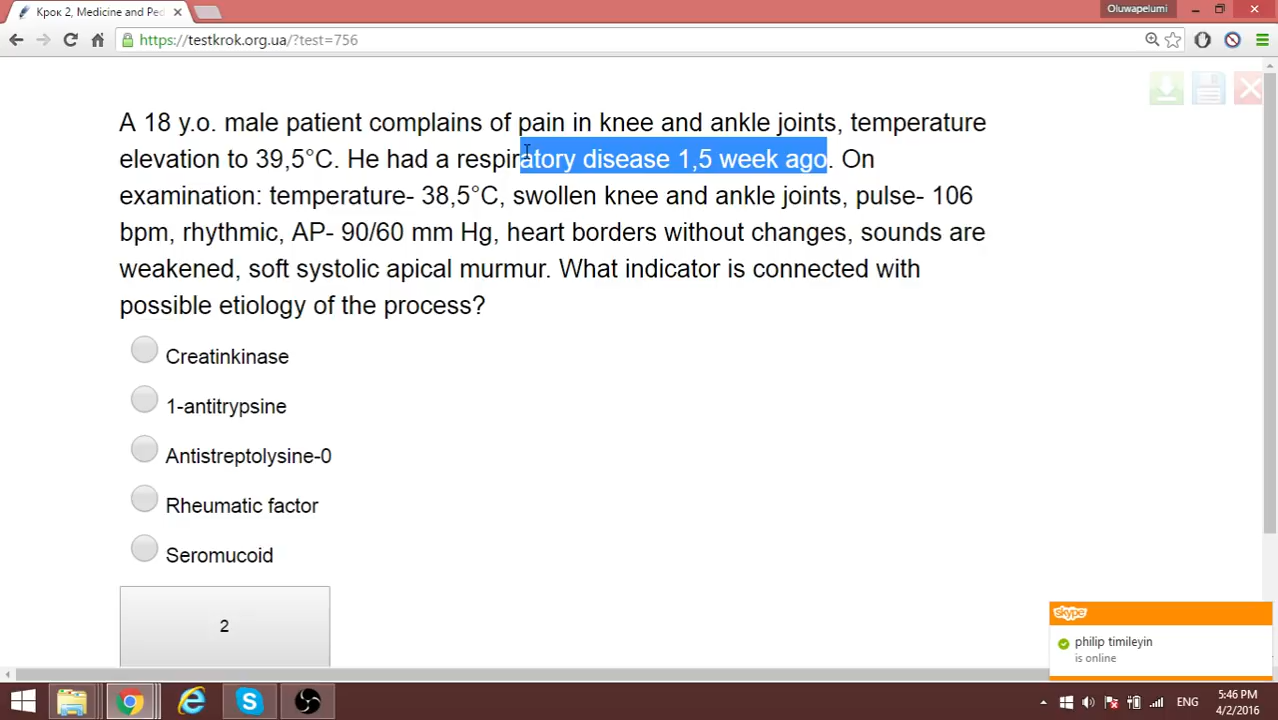 Крок 2, Medicine and Ped
Oluwapelumi
https://testkrok.org.ua/?test=756
A 18 y.o. male patient complains of pain in knee and ankle joints, temperature
elevation to 39,5°C. He had a respiratory disease 1,5 week ago. On
examination: temperature- 38,5°C, swollen knee and ankle joints, pulse- 106
bpm, rhythmic, AP- 90/60 mm Hg, heart borders without changes, sounds are
weakened, soft systolic apical murmur. What indicator is connected with
possible etiology of the process?
Creatinkinase
1-antitrypsine
Antistreptolysine-0
Rheumatic factor
Seromucoid
2
skype
philip timileyin
is online
ENG
5:46 PM
4/2/2016